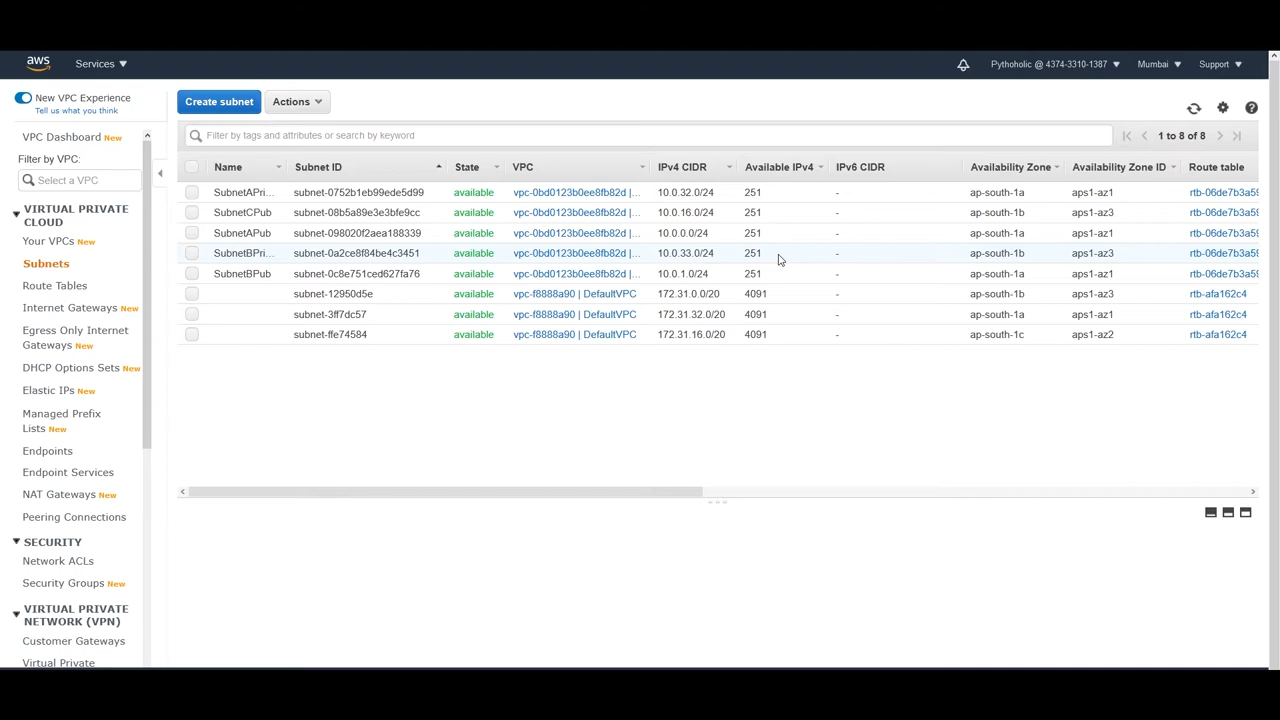 aws
Services
Pythoholic @ 4374-3310-1387
Mumbai
Support
New VPC Experience
Tell us what you think
VPC Dashboard New
Filter by VPC:
Select a VPC
VIRTUAL PRIVATE
CLOUD
Your VPCs New
Subnets
Route Tables
Internet Gateways New
Egress Only Internet
Gateways New
DHCP Options Sets New
Elastic IPs New
Managed Prefix
Lists New
Endpoints
Endpoint Services
NAT Gateways New
Peering Connections
SECURITY
Network ACLs
Security Groups New
VIRTUAL PRIVATE
NETWORK (VPN)
Customer Gateways
Virtual Private
Create subnet Actions
Filter by tags and attributes or search by keyword
1 to 8 of 8
Name Subnet ID State VPC IPv4 CIDR Available IPv4 IPv6 CIDR Availability Zone Availability Zone ID Route table
SubnetAPri... subnet-0752b1eb99ede5d99 available vpc-0bd0123b0ee8fb82d |... 10.0.32.0/24 251 - ap-south-1a aps1-az1 rtb-06de7b3a59
SubnetCPub subnet-08b5a89e3e3bfe9cc available vpc-0bd0123b0ee8fb82d |... 10.0.16.0/24 251 - ap-south-1b aps1-az3 rtb-06de7b3a59
SubnetAPub subnet-098020f2aea188339 available vpc-0bd0123b0ee8fb82d |... 10.0.0.0/24 251 - ap-south-1a aps1-az1 rtb-06de7b3a59
SubnetBPri... subnet-0a2ce8f84be4c3451 available vpc-0bd0123b0ee8fb82d |... 10.0.33.0/24 251 - ap-south-1b aps1-az3 rtb-06de7b3a59
SubnetBPub subnet-0c8e751ced627fa76 available vpc-0bd0123b0ee8fb82d |... 10.0.1.0/24 251 - ap-south-1a aps1-az1 rtb-06de7b3a59
subnet-12950d5e available vpc-f8888a90 | DefaultVPC 172.31.0.0/20 4091 - ap-south-1b aps1-az3 rtb-afa162c4
subnet-3ff7dc57 available vpc-f8888a90 | DefaultVPC 172.31.32.0/20 4091 - ap-south-1a aps1-az1 rtb-afa162c4
subnet-ffe74584 available vpc-f8888a90 | DefaultVPC 172.31.16.0/20 4091 - ap-south-1c aps1-az2 rtb-afa162c4